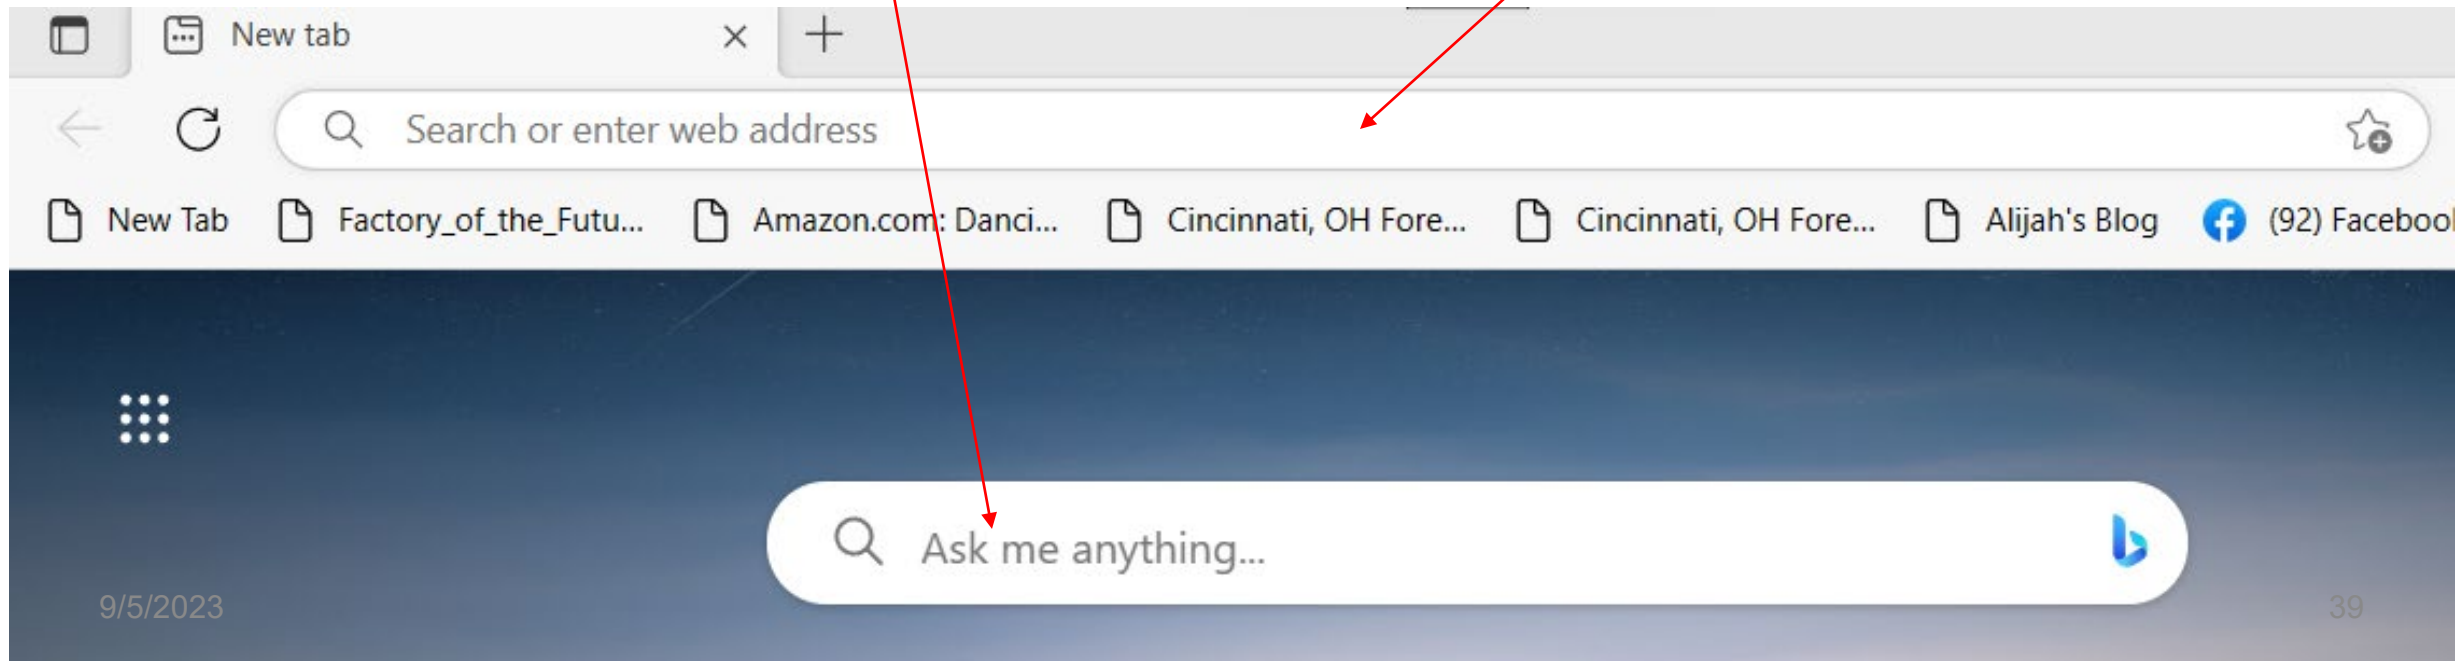 New tab
Search or enter web address
New Tab Factory_of_the_Futu... Amazon.com: Danci... Cincinnati, OH Fore... Cincinnati, OH Fore... Alijah's Blog (92) Faceboo
Ask me anything...
9/5/2023 39